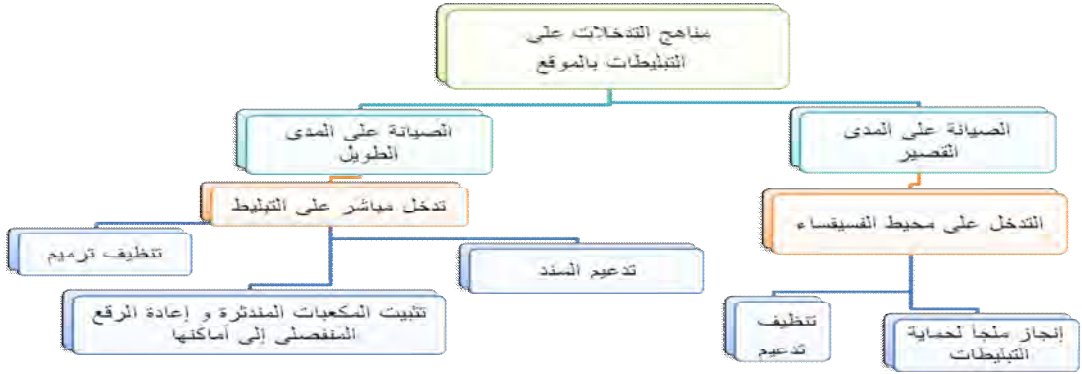 مناهج التدخلات على
التبليطات بالموقع
الصيانة على المدى
القصير
الصيانة على المدى
الطويل
التدخل على محيط الفسيفساء
تدخل مباشر على التبليط
إنجاز ملجأ لحماية
التبليطات
تنظيف
تدعيم
تدعيم السند
تثبيت المكعبات المندثرة و إعادة الرقع
المنفصلى إلى أماكنها
تنظيف ترميم